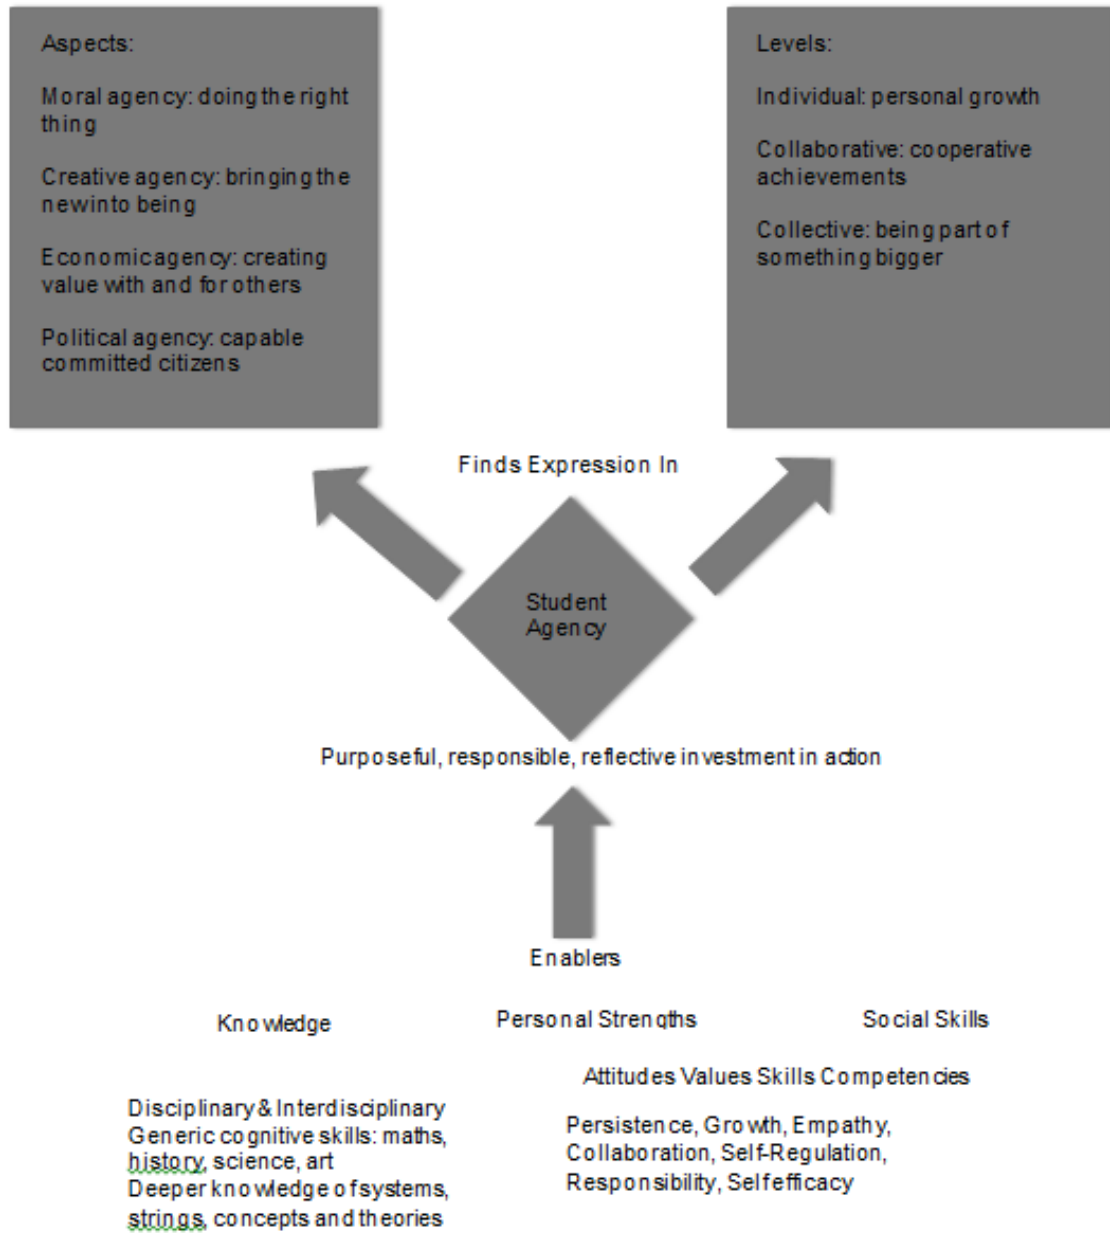 Aspects:
Moral agency: doing the right
thing
Creative agency: bringing the
new into being
Economic agency: creating
value with and for others
Political agency: capable
committed citizens
Levels:
Individual: personal growth
Collaborative: cooperative
achievements
Collective: being part of
something bigger
Finds Expression In
Student
Agency
Purposeful, responsible, reflective investment in action
Enablers
Knowledge
Personal Strengths
Social Skills
Attitudes Values Skills Competencies
Disciplinary & Interdisciplinary
Generic cognitive skills: maths,
history, science, art
Deeper knowledge of systems,
strings, concepts and theories
Persistence, Growth, Empathy,
Collaboration, Self-Regulation,
Responsibility, Self efficacy